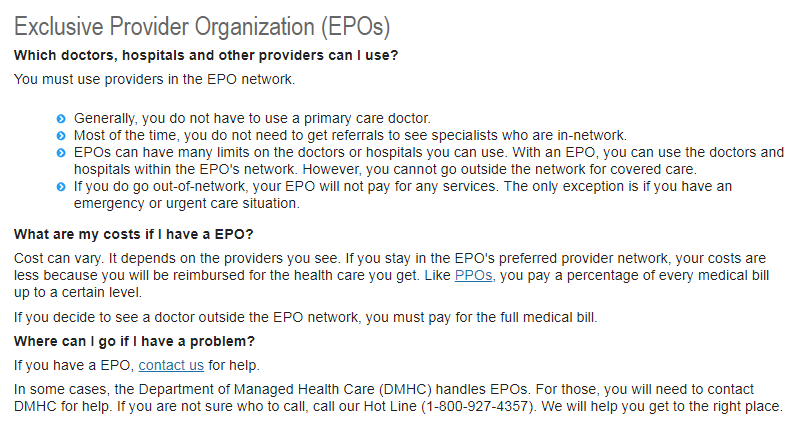 Exclusive Provider Organization (EPOs)
Which doctors, hospitals and other providers can I use?
You must use providers in the EPO network.
Generally, you do not have to use a primary care doctor.
Most of the time, you do not need to get referrals to see specialists who are in-network.
EPOs can have many limits on the doctors or hospitals you can use. With an EPO, you can use the doctors and
hospitals within the EPO's network. However, you cannot go outside the network for covered care.
If you do go out-of-network, your EPO will not pay for any services. The only exception is if you have an
emergency or urgent care situation.
What are my costs if I have a EPO?
Cost can vary. It depends on the providers you see. If you stay in the EPO's preferred provider network, your costs are
less because you will be reimbursed for the health care you get. Like PPOs, you pay a percentage of every medical bill
up to a certain level.
If you decide to see a doctor outside the EPO network, you must pay for the full medical bill.
Where can I go if I have a problem?
If you have a EPO, contact us for help.
In some cases, the Department of Managed Health Care (DMHC) handles EPOs. For those, you will need to contact
DMHC for help. If you are not sure who to call, call our Hot Line (1-800-927-4357). We will help you get to the right place.